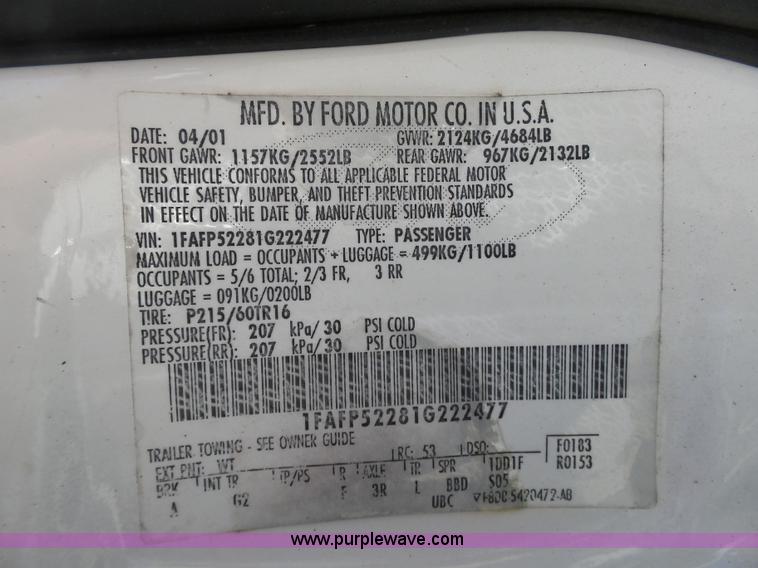 MFD. BY FORD MOTOR CO. IN U.S.A.
DATE: 04/01 GVWR: 2124KG/4684LB
FRONT GAWR: 1157KG/2552LB REAR GAWR: 967KG/2132LB
THIS VEHICLE CONFORMS TO ALL APPLICABLE FEDERAL MOTOR
VEHICLE SAFETY, BUMPER, AND THEFT PREVENTION STANDARDS
IN EFFECT ON THE DATE OF MANUFACTURE SHOWN ABOVE.
VIN: 1FAFP52281G222477 TYPE: PASSENGER
MAXIMUM LOAD = OCCUPANTS + LUGGAGE = 499KG/1100LB
OCCUPANTS = 5/6 TOTAL; 2/3 FR, 3 RR
LUGGAGE = 091KG/0200LB
TIRE: P215/60TR16
PRESSURE(FR): 207 kPa/ 30 PSI COLD
PRESSURE(RR): 207 kPa/ 30 PSI COLD
1FAFP52281G222477
TRAILER TOWING - SEE OWNER GUIDE F0183
EXT PNT: WT RC: 53 DSO: R0153
BRK INT TR TP/PS R AXLE TR SPR 1DD1F
A G2 F 3R L BBD S05
UBC 5420472-AB
www.purplewave.com